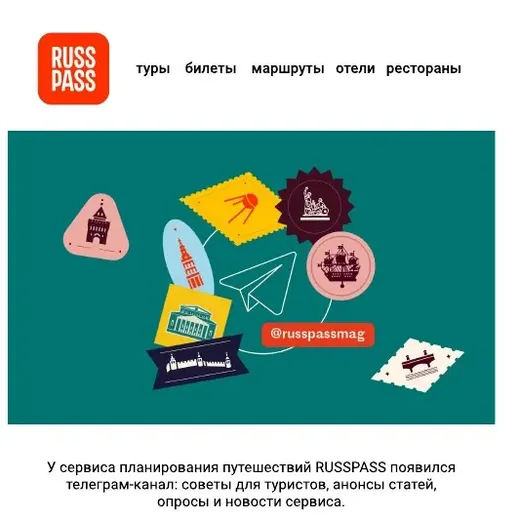 RUSS
PASS
туры билеты маршруты отели рестораны
@russpassmag
У сервиса планирования путешествий RUSSPASS появился
телеграм-канал: советы для туристов, анонсы статей,
опросы и новости сервиса.